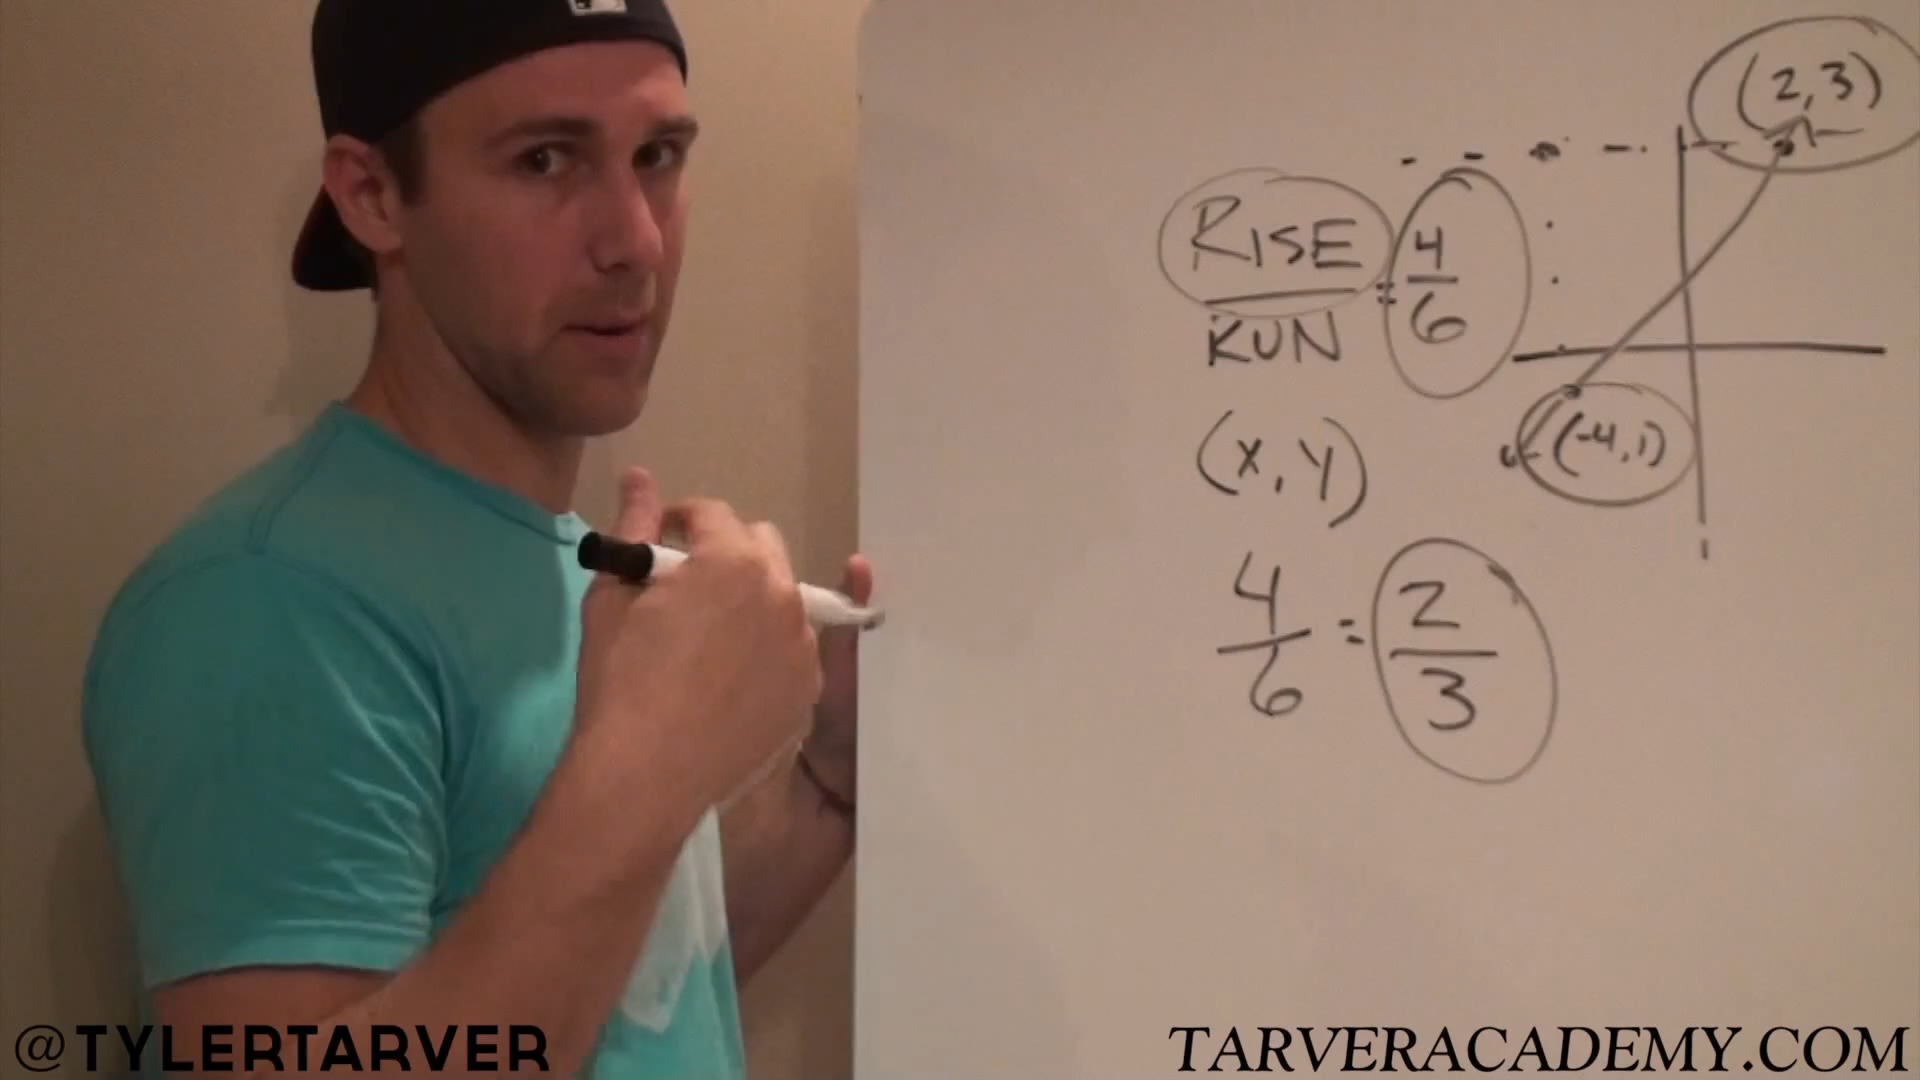 (2,3)
RISE
RUN
= 4/6
(-4,1)
(x, y)
4/6 = 2/3
@TYLERTARVER
TARVERACADEMY.COM